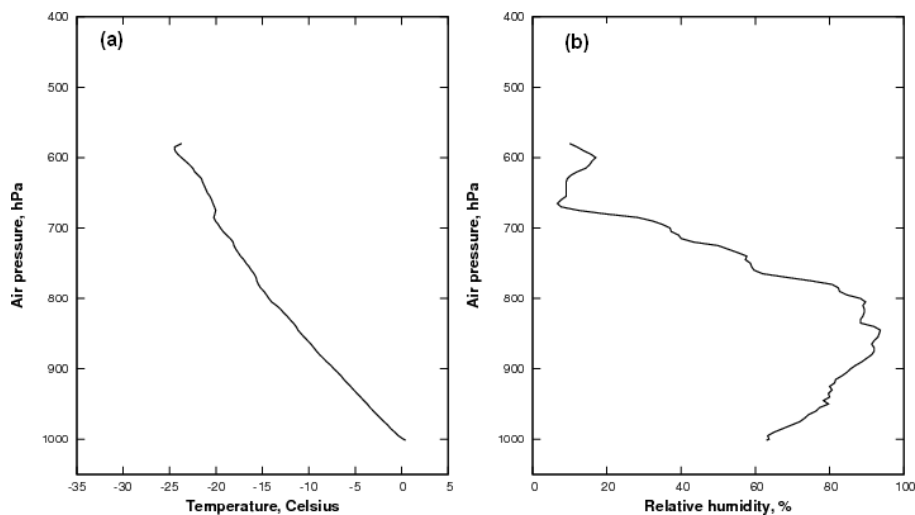 (a)
400
500
600
700
800
900
1000
Air pressure, hPa
-35 -30 -25 -20 -15 -10 -5 0 5
Temperature, Celsius
(b)
400
500
600
700
800
900
1000
Air pressure, hPa
0 20 40 60 80 100
Relative humidity, %